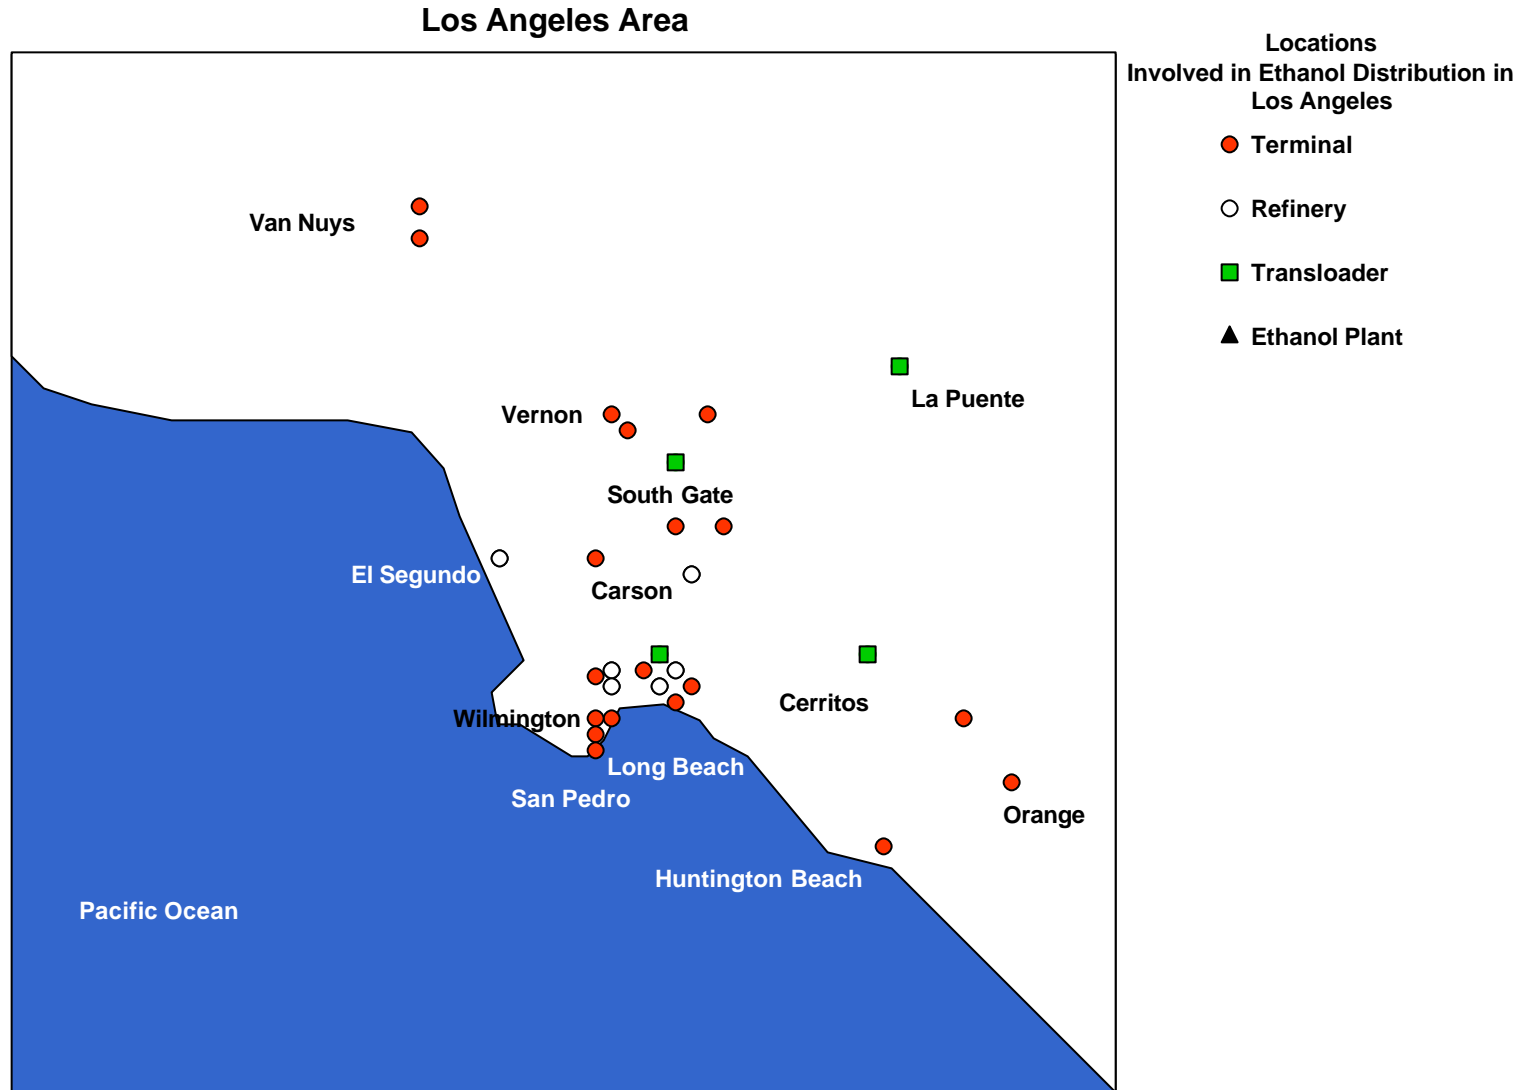 Los Angeles Area
Locations
Involved in Ethanol Distribution in
Los Angeles
Terminal
Refinery
Transloader
Ethanol Plant
Van Nuys
La Puente
Vernon
South Gate
El Segundo
Carson
Cerritos
Wilmington
Long Beach
San Pedro
Orange
Huntington Beach
Pacific Ocean